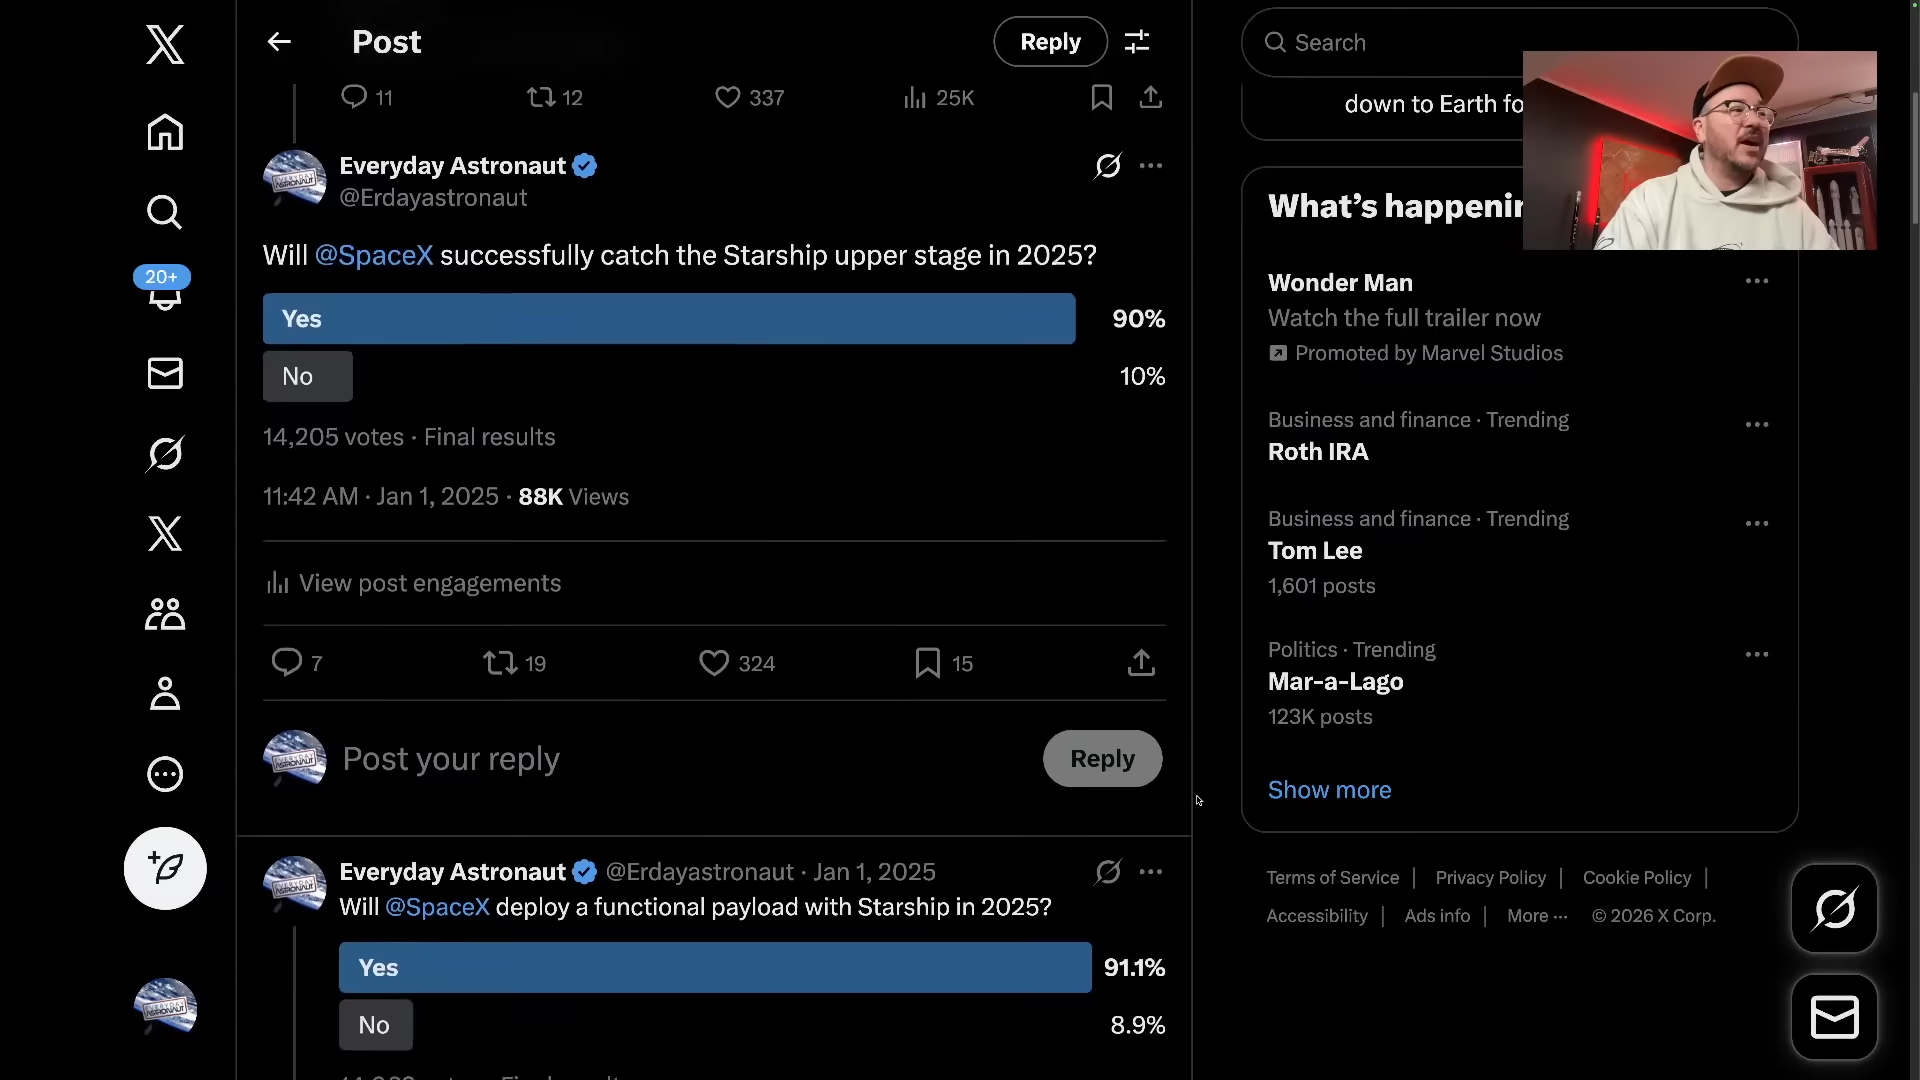 Post
Reply
Search
11
12
337
25K
down to Earth fo
Everyday Astronaut
@Erdayastronaut
Will @SpaceX successfully catch the Starship upper stage in 2025?
Yes
90%
No
10%
14,205 votes · Final results
11:42 AM · Jan 1, 2025 · 88K Views
View post engagements
7
19
324
15
Post your reply
Reply
Everyday Astronaut @Erdayastronaut · Jan 1, 2025
Will @SpaceX deploy a functional payload with Starship in 2025?
Yes
91.1%
No
8.9%
20+
What's happenin
Wonder Man
Watch the full trailer now
Promoted by Marvel Studios
Business and finance · Trending
Roth IRA
Business and finance · Trending
Tom Lee
1,601 posts
Politics · Trending
Mar-a-Lago
123K posts
Show more
Terms of Service | Privacy Policy | Cookie Policy |
Accessibility | Ads info | More ··· © 2026 X Corp.